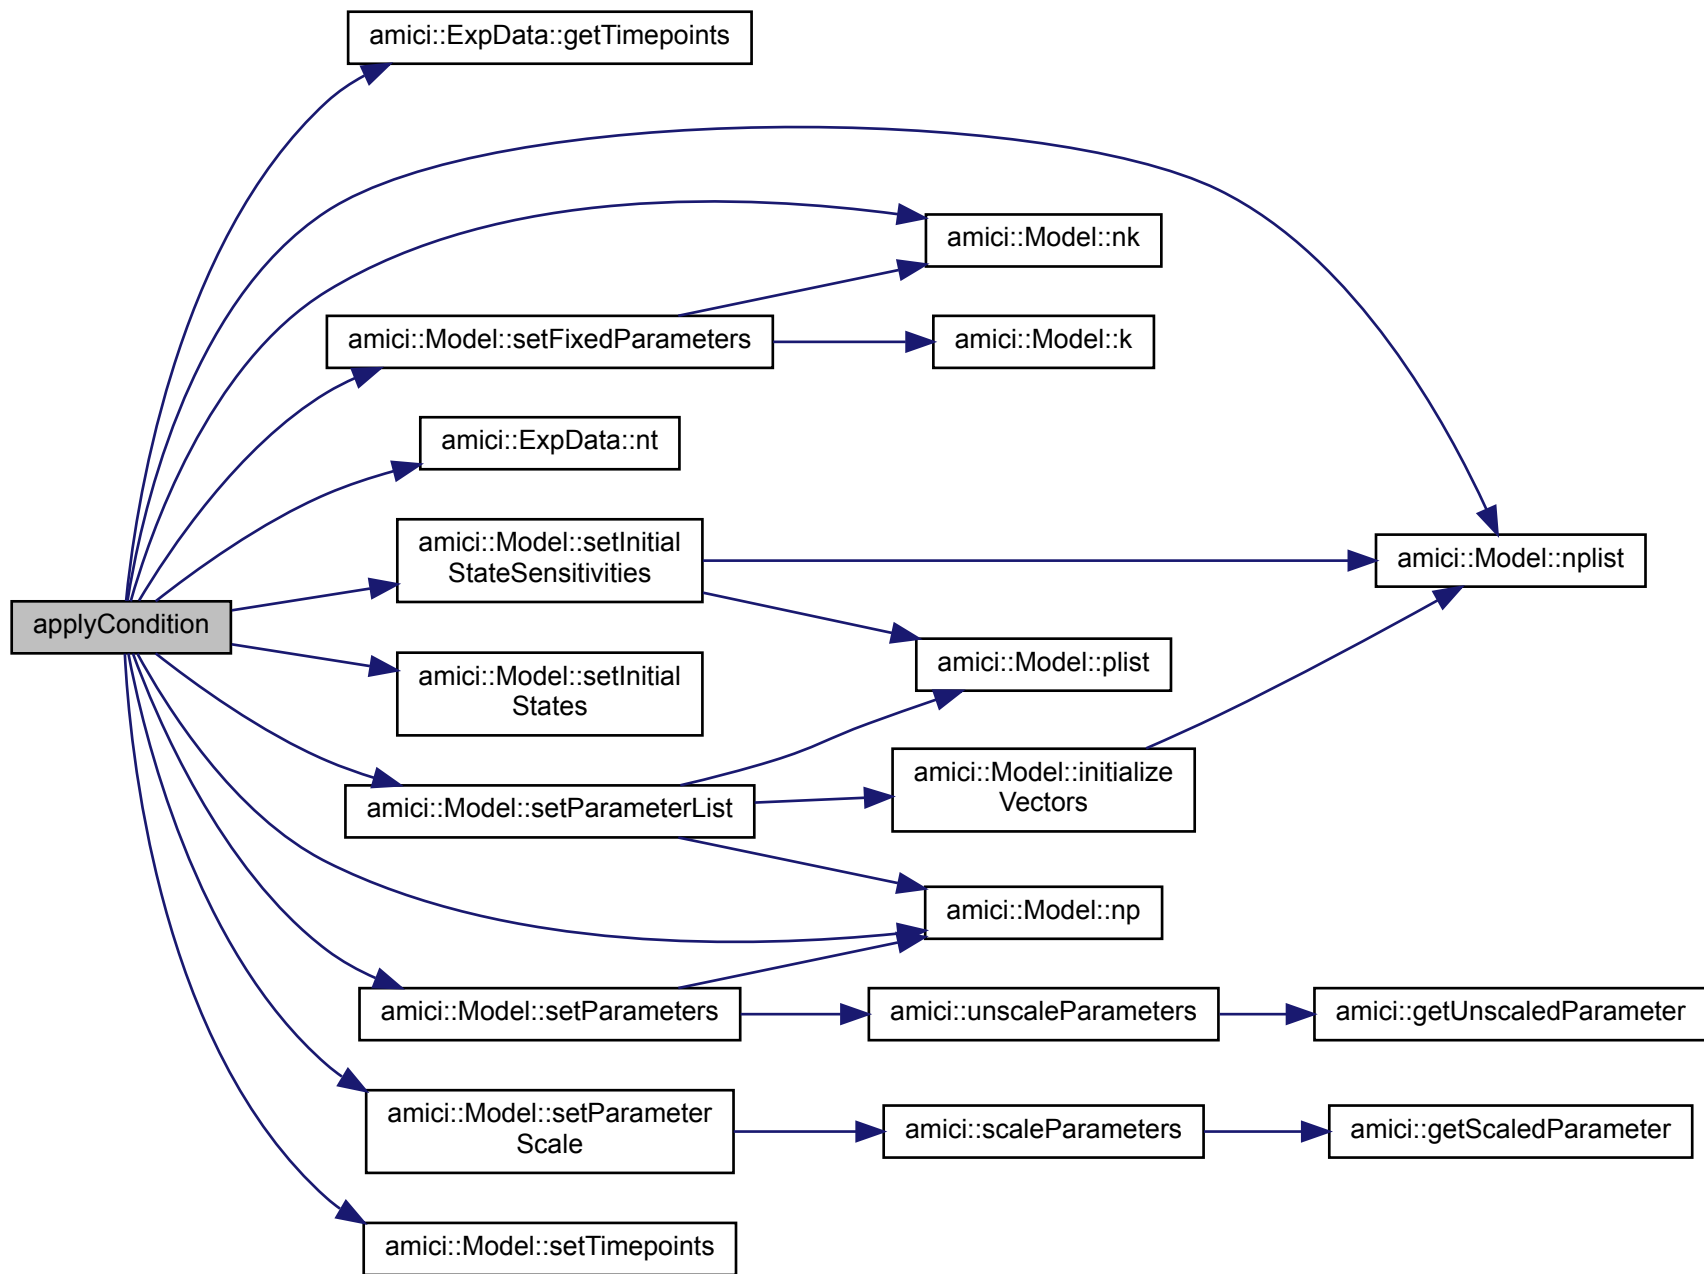 amici::ExpData::getTimepoints
amici::Model::nk
amici::Model::setFixedParameters
amici::Model::k
amici::ExpData::nt
amici::Model::setInitial
StateSensitivities
amici::Model::nplist
applyCondition
amici::Model::plist
amici::Model::setInitial
States
amici::Model::initialize
Vectors
amici::Model::setParameterList
amici::Model::np
amici::Model::setParameters
amici::unscaleParameters
amici::getUnscaledParameter
amici::Model::setParameter
Scale
amici::scaleParameters
amici::getScaledParameter
amici::Model::setTimepoints